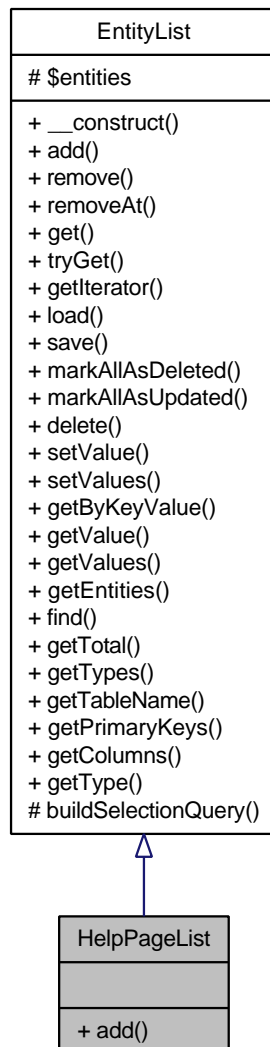 EntityList
# $entities
+ __construct()
+ add()
+ remove()
+ removeAt()
+ get()
+ tryGet()
+ getIterator()
+ load()
+ save()
+ markAllAsDeleted()
+ markAllAsUpdated()
+ delete()
+ setValue()
+ setValues()
+ getByKeyValue()
+ getValue()
+ getValues()
+ getEntities()
+ find()
+ getTotal()
+ getTypes()
+ getTableName()
+ getPrimaryKeys()
+ getColumns()
+ getType()
# buildSelectionQuery()
HelpPageList
+ add()